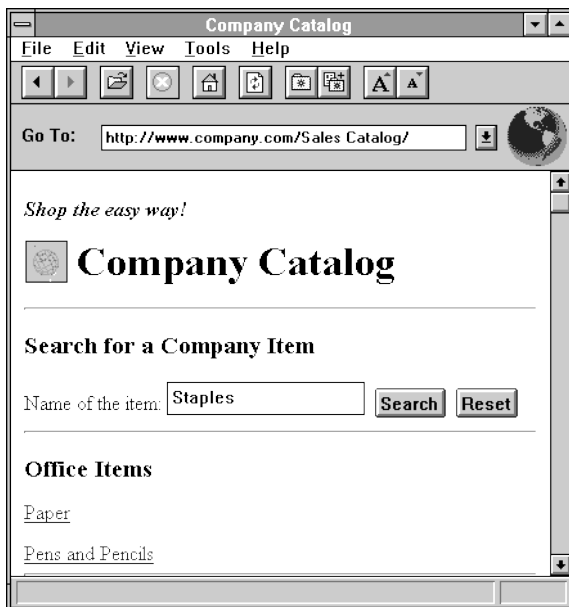 Company Catalog
File Edit View Tools Help
A A
Go To: http://www.company.com/Sales Catalog/
Shop the easy way!
Company Catalog
Search for a Company Item
Name of the item: Staples Search Reset
Office Items
Paper
Pens and Pencils